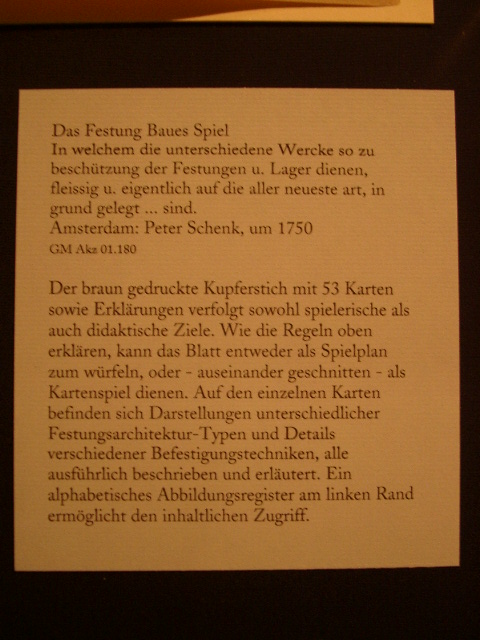 Das Festung Baues Spiel
In welchem die unterschiedene Wercke so zu
beschützung der Festungen u. Lager dienen,
fleissig u. eigentlich auf die aller neueste art, in
grund gelegt ... sind.
Amsterdam: Peter Schenk, um 1750
GM Akz 01.180
Der braun gedruckte Kupferstich mit 53 Karten
sowie Erklärungen verfolgt sowohl spielerische als
auch didaktische Ziele. Wie die Regeln oben
erklären, kann das Blatt entweder als Spielplan
zum würfeln, oder - auseinander geschnitten - als
Kartenspiel dienen. Auf den einzelnen Karten
befinden sich Darstellungen unterschiedlicher
Festungsarchitektur-Typen und Details
verschiedener Befestigungstechniken, alle
ausführlich beschrieben und erläutert. Ein
alphabetisches Abbildungsregister am linken Rand
ermöglicht den inhaltlichen Zugriff.